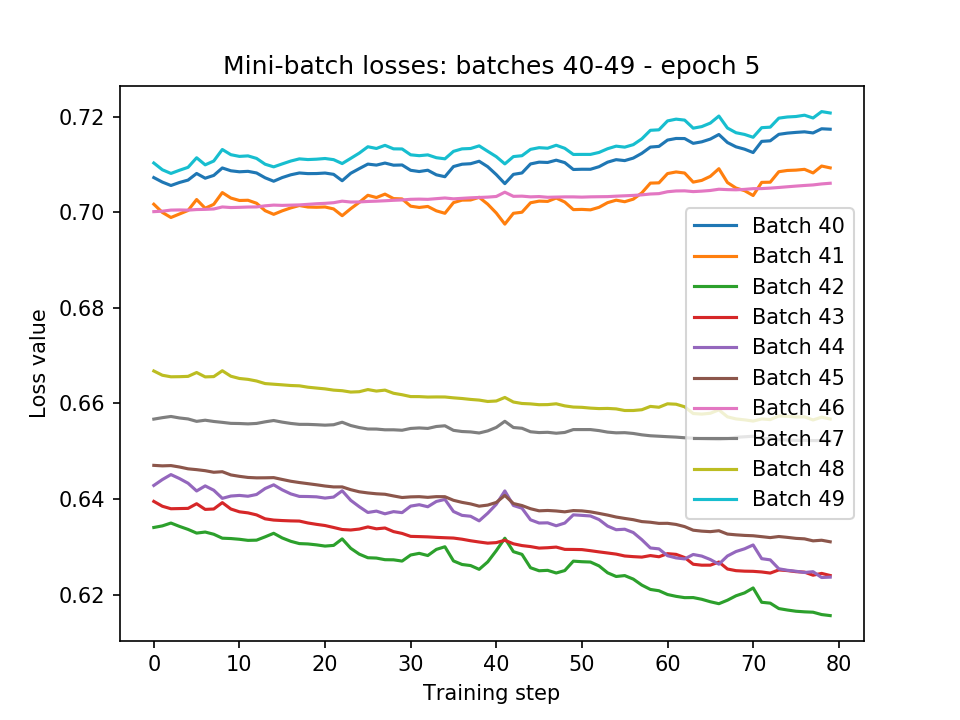 Mini-batch losses: batches 40-49 - epoch 5
Loss value
0.72
0.70
0.68
0.66
0.64
0.62
Batch 40
Batch 41
Batch 42
Batch 43
Batch 44
Batch 45
Batch 46
Batch 47
Batch 48
Batch 49
0 10 20 30 40 50 60 70 80
Training step